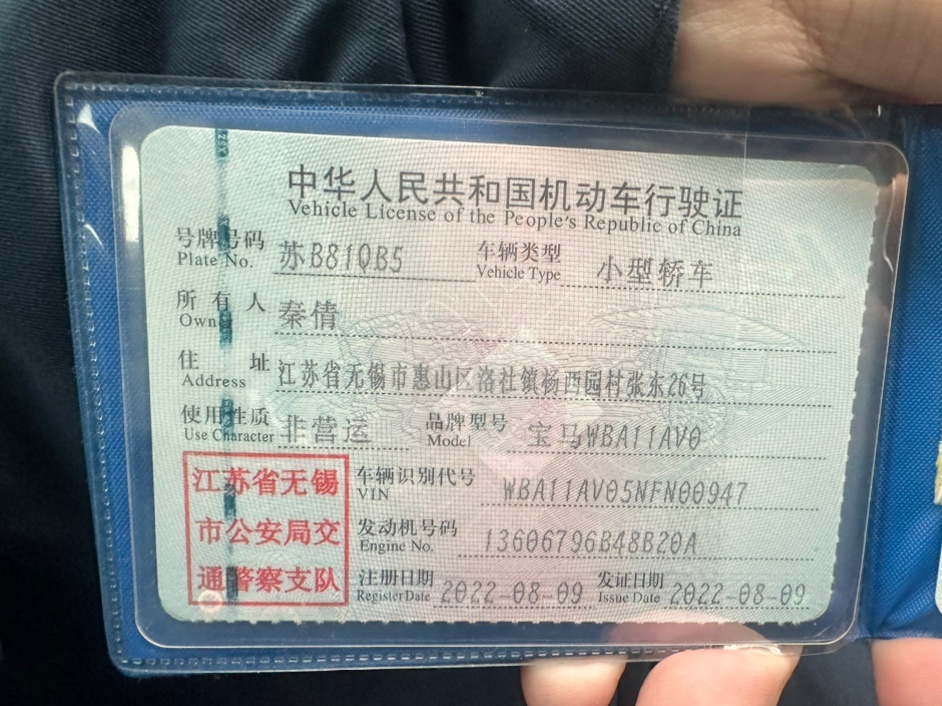 中华人民共和国机动车行驶证
Vehicle License of the People's Republic of China
号牌号码 苏B81QB5 车辆类型 小型轿车
Plate No. Vehicle Type
所有人 秦倩
Owner
住址 江苏省无锡市惠山区洛社镇杨西园村张东26号
Address
使用性质 非营运 品牌型号 宝马WBA11AV0
Use Character Model
江苏省无锡
市公安局交
通警察支队
车辆识别代号 WBA11AV05NFN00947
VIN
发动机号码 13606796B48B20A
Engine No.
注册日期 2022-08-09 发证日期 2022-08-09
Register Date Issue Date